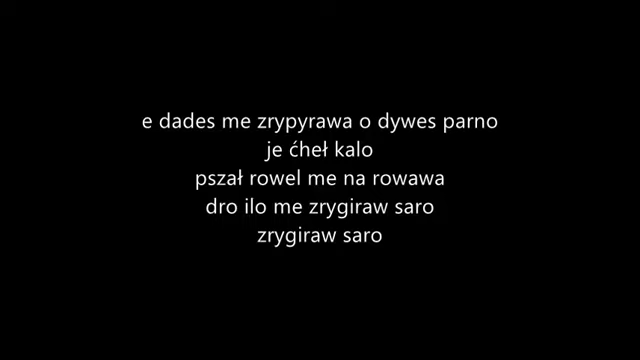 e dades me zrypyrawa o dywes parno
je ćheł kalo
pszał rowel me na rowawa
dro ilo me zrygiraw saro
zrygiraw saro